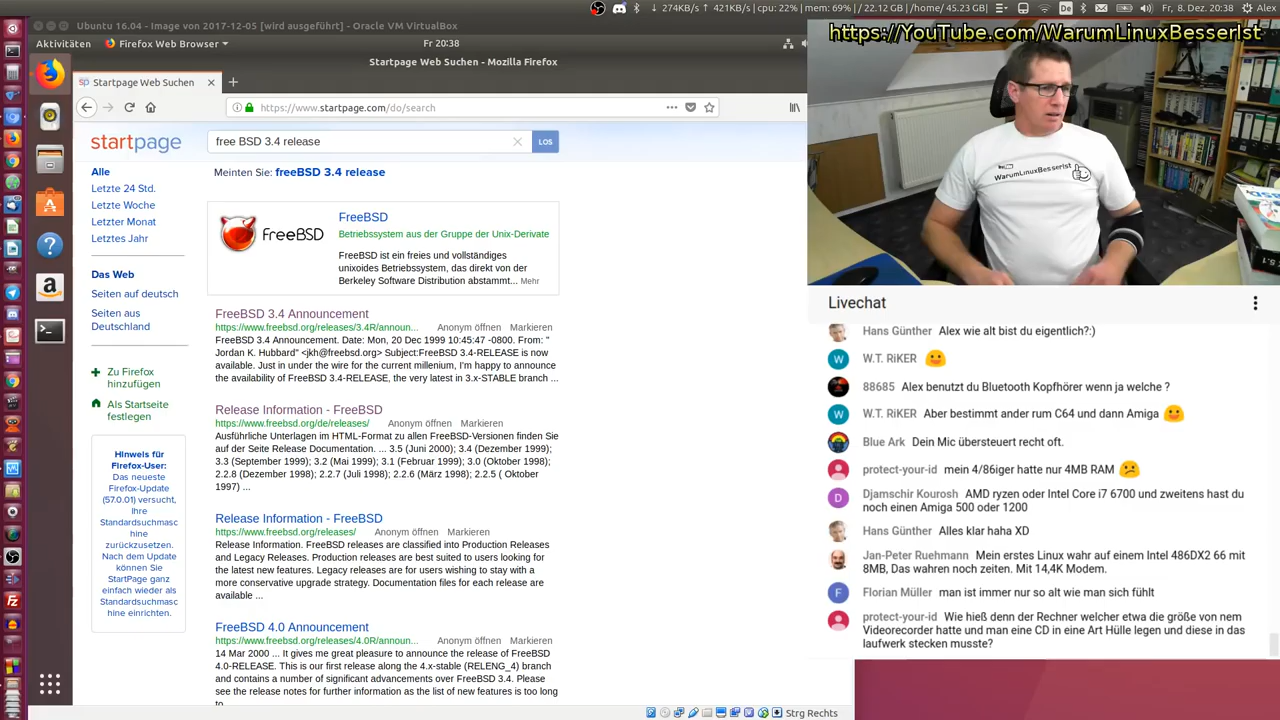 Ubuntu 16.04 - Image von 2017-12-05 [wird ausgeführt] - Oracle VM VirtualBox
274KB/s 421KB/s cpu: 22% mem: 69% // 22.12 GB /home/ 45.23 GB
De
Fr, 8. Dez, 20:38
Alex
Aktivitäten
Firefox Web Browser
Fr 20:38
Startpage Web Suchen - Mozilla Firefox
https://YouTube.com/WarumLinuxBesserIst
Startpage Web Suchen
https://www.startpage.com/do/search
startpage
free BSD 3.4 release
LOS
Alle
Letzte 24 Std.
Letzte Woche
Letzter Monat
Letztes Jahr
Das Web
Seiten auf deutsch
Seiten aus
Deutschland
Zu Firefox
hinzufügen
Als Startseite
festlegen
Hinweis für
Firefox-User:
Das neueste
Firefox-Update
(57.0.01) versucht,
Ihre
Standardsuchmasc
hine
zurückzusetzen.
Nach dem Update
können Sie
StartPage ganz
einfach wieder als
Standardsuchmasc
hine einrichten.
Meinten Sie: freeBSD 3.4 release
FreeBSD
FreeBSD
Betriebssystem aus der Gruppe der Unix-Derivate
FreeBSD ist ein freies und vollständiges
unixoides Betriebssystem, das direkt von der
Berkeley Software Distribution abstammt... Mehr
FreeBSD 3.4 Announcement
https://www.freebsd.org/releases/3.4R/announ... Anonym öffnen Markieren
FreeBSD 3.4 Announcement. Date: Mon, 20 Dec 1999 10:45:47 -0800. From: "
Jordan K. Hubbard" <jkh@freebsd.org> Subject:FreeBSD 3.4-RELEASE is now
available. Just in under the wire for the current millenium, I'm happy to announce
the availability of FreeBSD 3.4-RELEASE, the very latest in 3.x-STABLE branch ...
Release Information - FreeBSD
https://www.freebsd.org/de/releases/ Anonym öffnen Markieren
Ausführliche Unterlagen im HTML-Format zu allen FreeBSD-Versionen finden Sie
auf der Seite Release Documentation. ... 3.5 (Juni 2000); 3.4 (Dezember 1999);
3.3 (September 1999); 3.2 (Mai 1999); 3.1 (Februar 1999); 3.0 (Oktober 1998);
2.2.8 (Dezember 1998); 2.2.7 (Juli 1998); 2.2.6 (März 1998); 2.2.5 ( Oktober
1997) ...
Release Information - FreeBSD
https://www.freebsd.org/releases/ Anonym öffnen Markieren
Release Information. FreeBSD releases are classified into Production Releases
and Legacy Releases. Production releases are best suited to users looking for
the latest new features. Legacy releases are for users wishing to stay with a
more conservative upgrade strategy. Documentation files for each release are
available ...
FreeBSD 4.0 Announcement
https://www.freebsd.org/releases/4.0R/announ... Anonym öffnen Markieren
14 Mar 2000 ... It gives me great pleasure to announce the release of FreeBSD
4.0-RELEASE. This is our first release along the 4.x-stable (RELENG_4) branch
and contains a number of significant advancements over FreeBSD 3.4. Please
see the release notes for further information as the list of new features is too long
to
Strg Rechts
WarumLinuxBesserIst
Livechat
Hans Günther Alex wie alt bist du eigentlich?:)
W W.T. RiKER
88685 Alex benutzt du Bluetooth Kopfhörer wenn ja welche ?
W W.T. RiKER Aber bestimmt ander rum C64 und dann Amiga
Blue Ark Dein Mic übersteuert recht oft.
protect-your-id mein 4/86iger hatte nur 4MB RAM
D Djamschir Kourosh AMD ryzen oder Intel Core i7 6700 und zweitens hast du
noch einen Amiga 500 oder 1200
Hans Günther Alles klar haha XD
Jan-Peter Ruehmann Mein erstes Linux wahr auf einem Intel 486DX2 66 mit
8MB, Das wahren noch zeiten. Mit 14,4K Modem.
F Florian Müller man ist immer nur so alt wie man sich fühlt
protect-your-id Wie hieß denn der Rechner welcher etwa die größe von nem
Videorecorder hatte und man eine CD in eine Art Hülle legen und diese in das
laufwerk stecken musste?